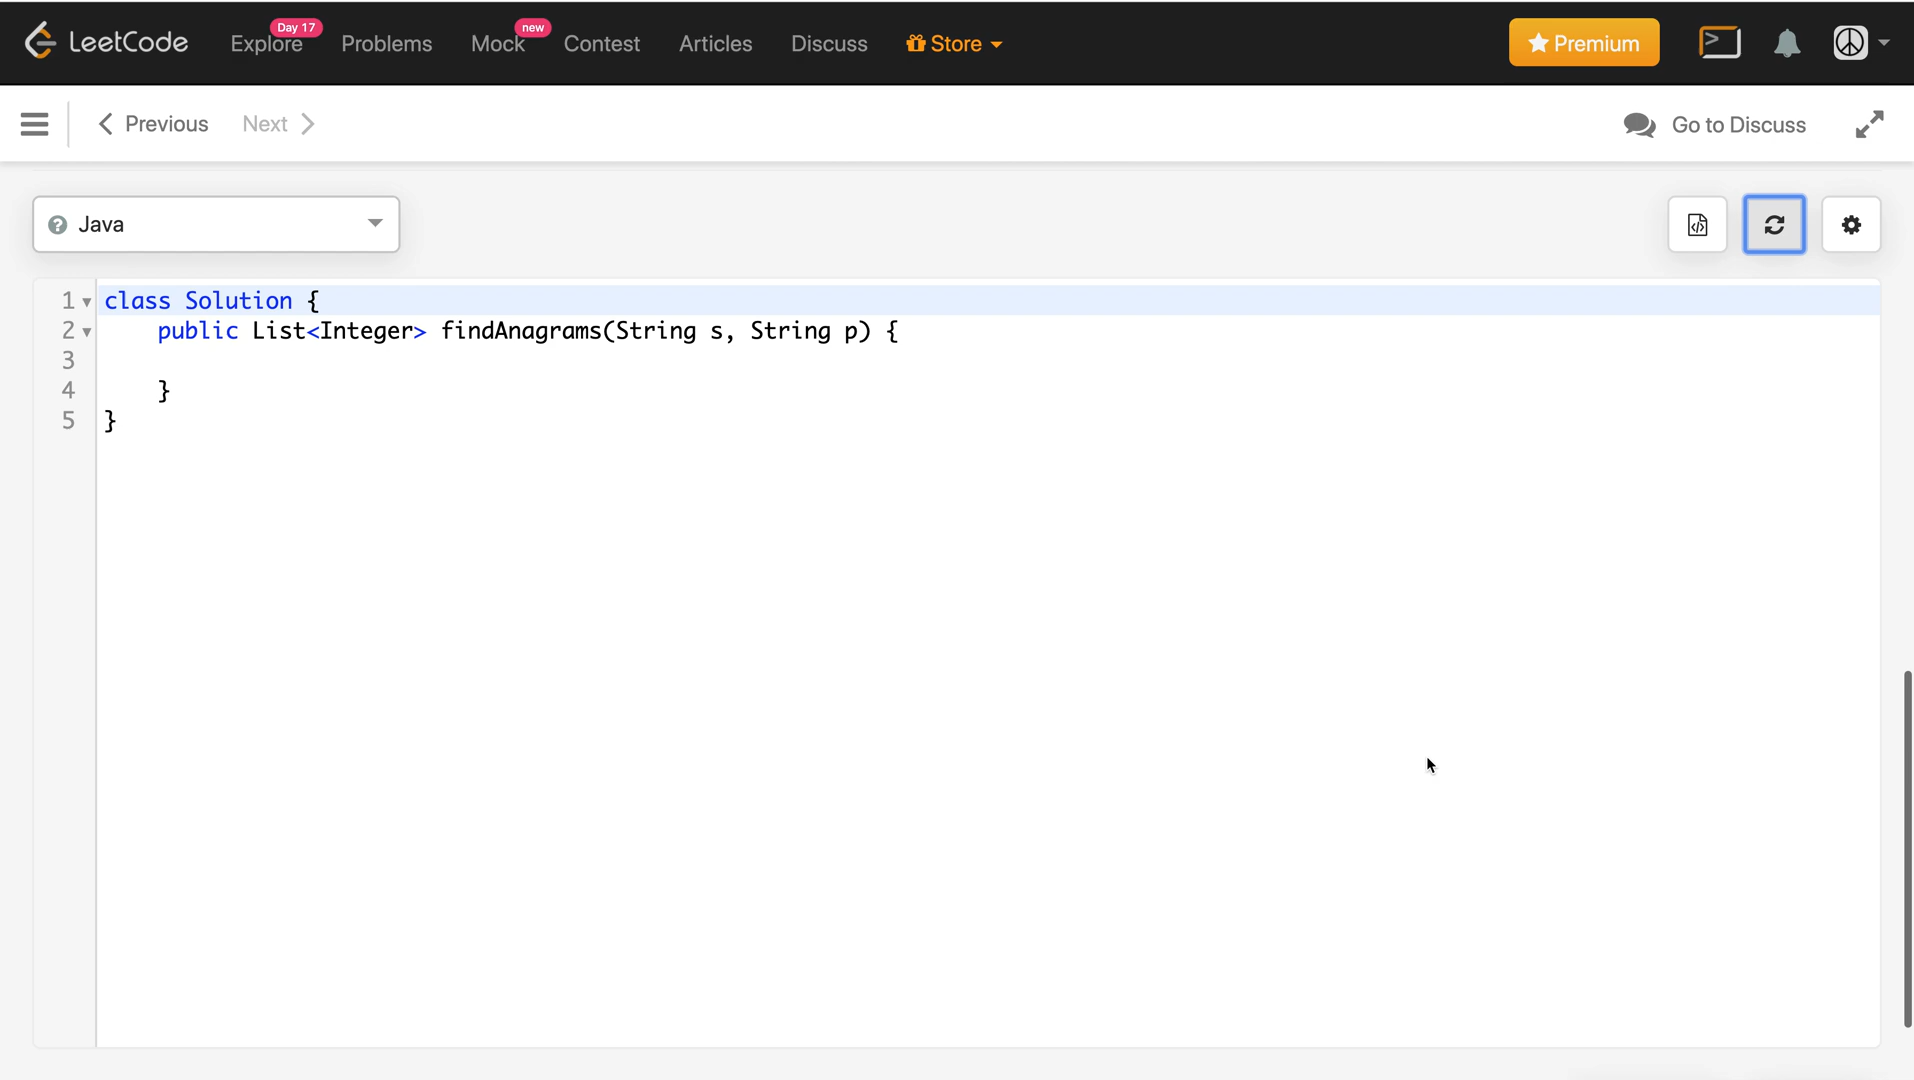 LeetCode Explore Day 17 Problems Mock new Contest Articles Discuss Store Premium
Previous Next Go to Discuss
Java
1 class Solution {
2 public List<Integer> findAnagrams(String s, String p) {
3
4 }
5 }